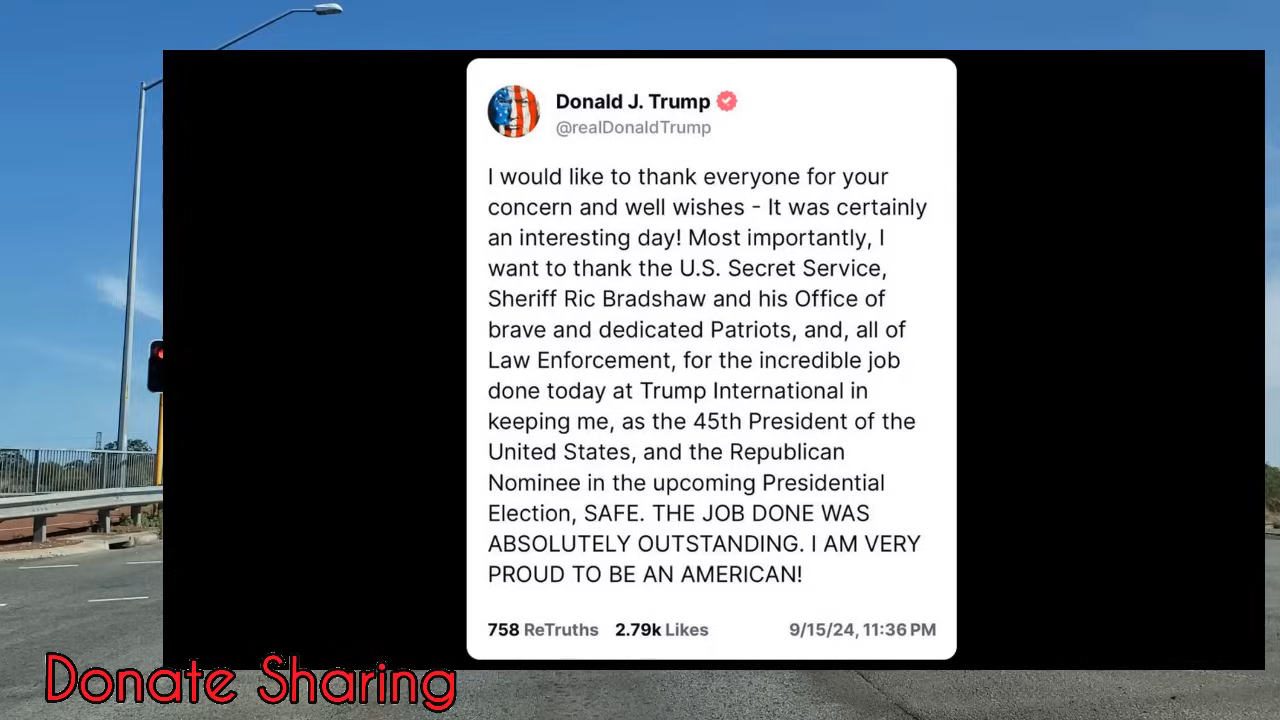 Donald J. Trump
@realDonaldTrump
I would like to thank everyone for your
concern and well wishes - It was certainly
an interesting day! Most importantly, I
want to thank the U.S. Secret Service,
Sheriff Ric Bradshaw and his Office of
brave and dedicated Patriots, and, all of
Law Enforcement, for the incredible job
done today at Trump International in
keeping me, as the 45th President of the
United States, and the Republican
Nominee in the upcoming Presidential
Election, SAFE. THE JOB DONE WAS
ABSOLUTELY OUTSTANDING. I AM VERY
PROUD TO BE AN AMERICAN!
758 ReTruths 2.79k Likes 9/15/24, 11:36 PM
Donate Sharing